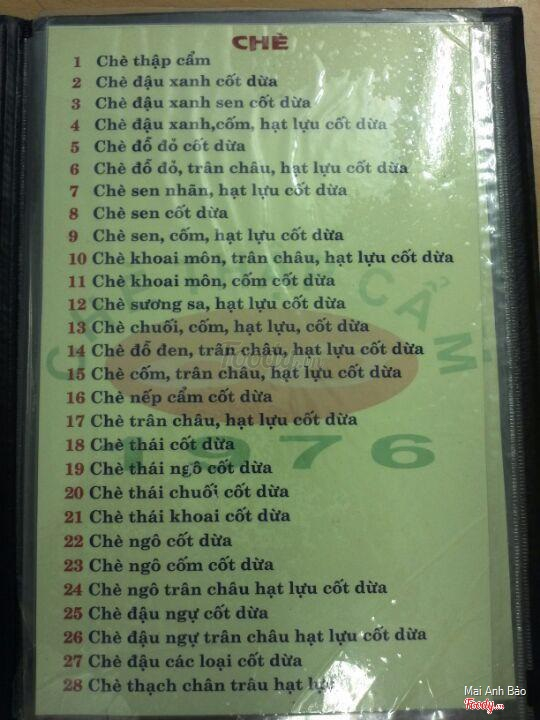 CHÈ
1 Chè thập cẩm
2 Chè đậu xanh cốt dừa
3 Chè đậu xanh sen cốt dừa
4 Chè đậu xanh,cốm, hạt lựu cốt dừa
5 Chè đỗ đỏ cốt dừa
6 Chè đỗ đỏ, trân châu, hạt lựu cốt dừa
7 Chè sen nhãn, hạt lựu cốt dừa
8 Chè sen cốt dừa
9 Chè sen, cốm, hạt lựu cốt dừa
10 Chè khoai môn, trân châu, hạt lựu cốt dừa
11 Chè khoai môn, cốm cốt dừa
12 Chè sương sa, hạt lựu cốt dừa
13 Chè chuối, cốm, hạt lựu, cốt dừa
14 Chè đỗ đen, trân châu, hạt lựu cốt dừa
15 Chè cốm, trân châu, hạt lựu cốt dừa
16 Chè nếp cẩm cốt dừa
17 Chè trân châu, hạt lựu cốt dừa
18 Chè thái cốt dừa
19 Chè thái ngô cốt dừa
20 Chè thái chuối cốt dừa
21 Chè thái khoai cốt dừa
22 Chè ngô cốt dừa
23 Chè ngô cốm cốt dừa
24 Chè ngô trân châu hạt lựu cốt dừa
25 Chè đậu ngự cốt dừa
26 Chè đậu ngự trân châu hạt lựu cốt dừa
27 Chè đậu các loại cốt dừa
28 Chè thạch chân trâu hạt lựu
CẨM
1976
Foody.vn
Mai Anh Bảo
Foody.vn